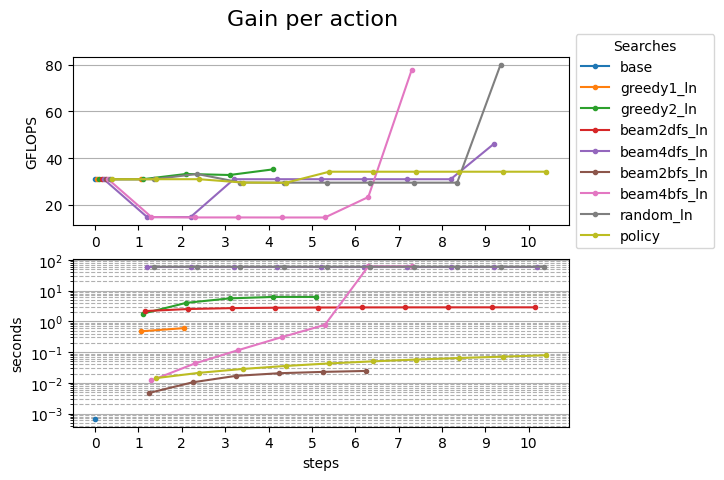 Gain per action
80
60
40
20
GFLOPS
0 1 2 3 4 5 6 7 8 9 10
Searches
base
greedy1_ln
greedy2_ln
beam2dfs_ln
beam4dfs_ln
beam2bfs_ln
beam4bfs_ln
random_ln
policy
10²
10¹
10⁰
10⁻¹
10⁻²
10⁻³
seconds
0 1 2 3 4 5 6 7 8 9 10
steps